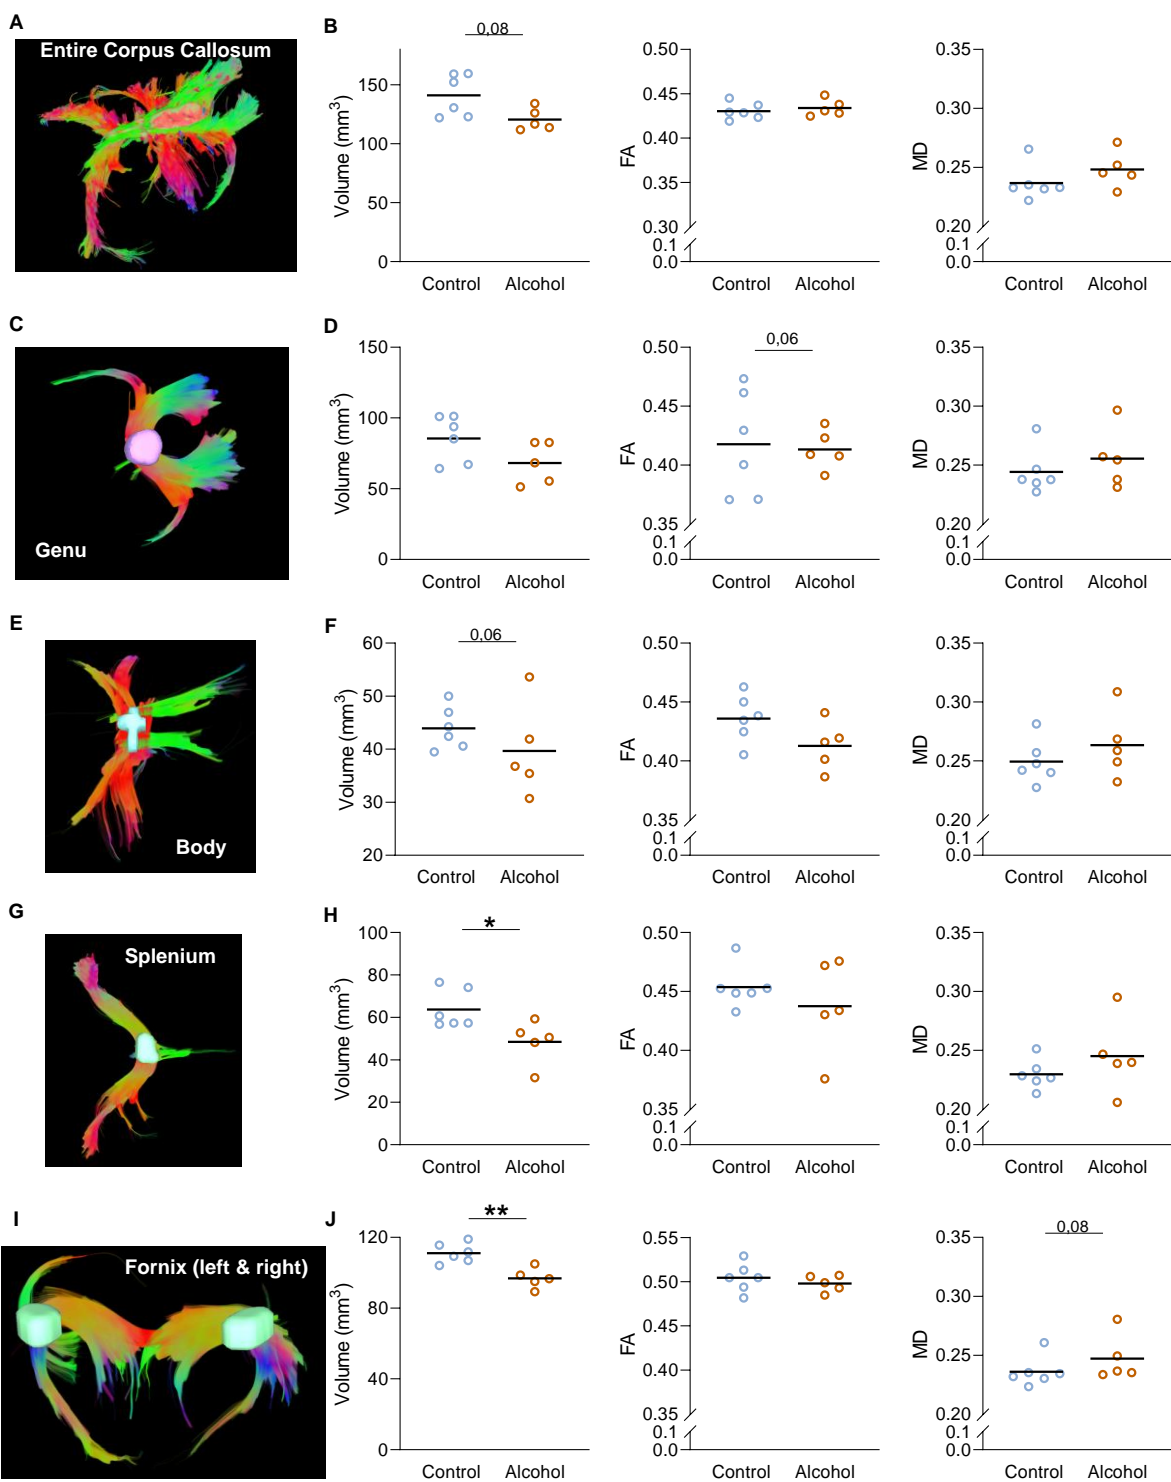 A
Entire Corpus Callosum
B
0,08
Volume (mm³)
150
100
50
0
Control
Alcohol
FA
0.50
0.45
0.40
0.35
0.30
0.1
0.0
Control
Alcohol
MD
0.35
0.30
0.25
0.20
0.1
0.0
Control
Alcohol
C
Genu
D
Volume (mm³)
150
100
50
0
Control
Alcohol
0,06
FA
0.50
0.45
0.40
0.35
0.1
0.0
Control
Alcohol
MD
0.35
0.30
0.25
0.20
0.1
0.0
Control
Alcohol
E
Body
F
0,06
Volume (mm³)
60
50
40
30
20
Control
Alcohol
FA
0.50
0.45
0.40
0.35
0.1
0.0
Control
Alcohol
MD
0.35
0.30
0.25
0.20
0.1
0.0
Control
Alcohol
G
Splenium
H
*
Volume (mm³)
100
80
60
40
20
0
Control
Alcohol
FA
0.50
0.45
0.40
0.35
0.1
0.0
Control
Alcohol
MD
0.35
0.30
0.25
0.20
0.1
0.0
Control
Alcohol
I
Fornix (left & right)
J
**
Volume (mm³)
120
80
40
0
Control
Alcohol
FA
0.55
0.50
0.45
0.40
0.35
0.1
0.0
Control
Alcohol
0,08
MD
0.35
0.30
0.25
0.20
0.1
0.0
Control
Alcohol